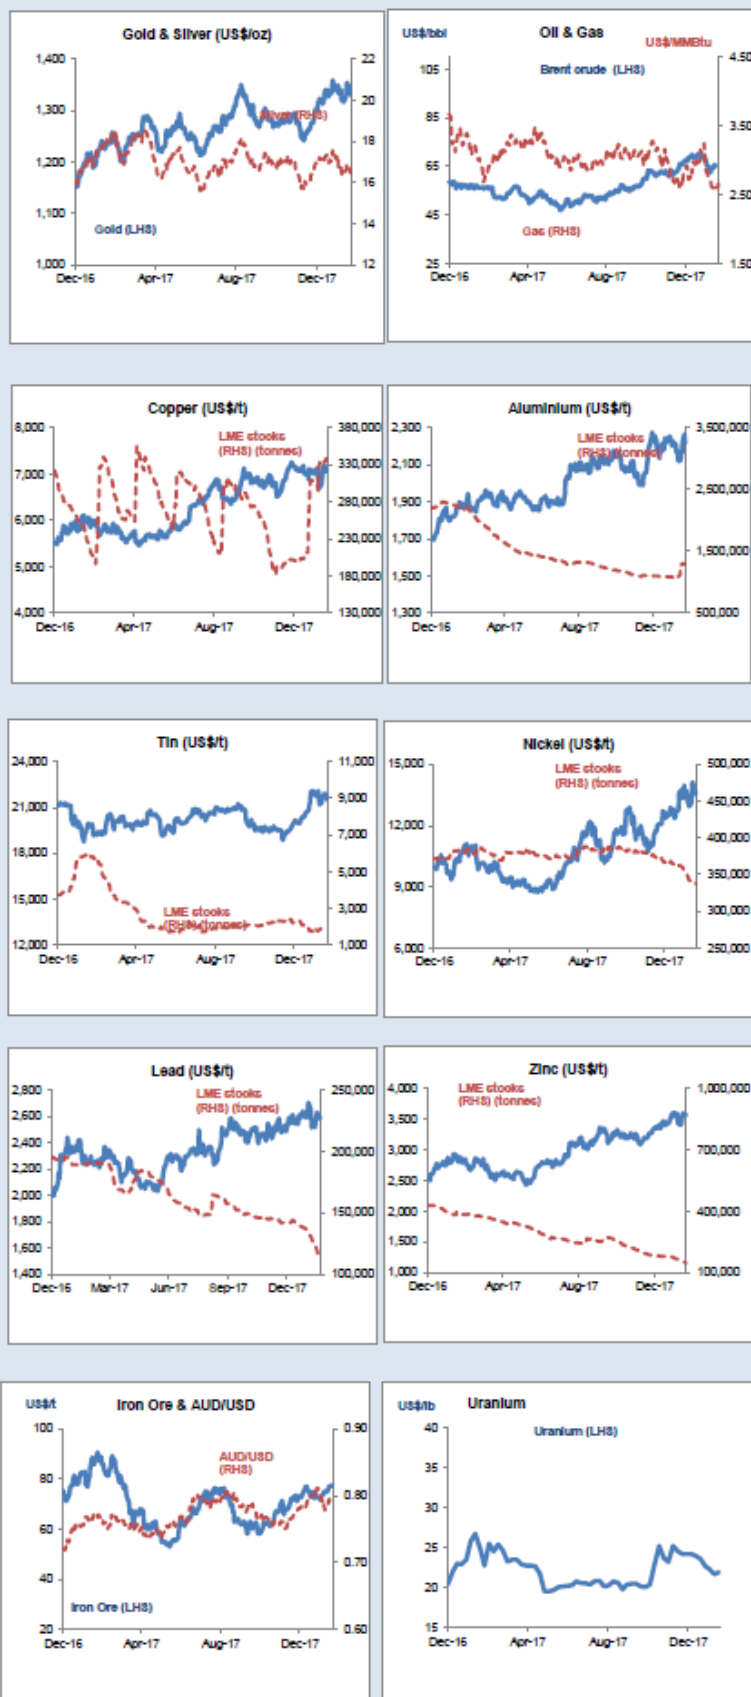 Gold & Silver (US$/oz)
1,400
1,300
1,200
1,100
1,000
22
20
18
16
14
12
Silver (RHS)
Gold (LHS)
Dec-16 Apr-17 Aug-17 Dec-17
US$/bbl Oil & Gas US$/MMBtu
Brent crude (LHS)
105
85
65
45
25
4.50
3.50
2.50
1.50
Gas (RHS)
Dec-16 Apr-17 Aug-17 Dec-17
Copper (US$/t)
LME stocks
(RHS) (tonnes)
8,000
7,000
6,000
5,000
4,000
380,000
330,000
280,000
230,000
180,000
130,000
Dec-16 Apr-17 Aug-17 Dec-17
Aluminium (US$/t)
LME stocks
(RHS) (tonnes)
2,300
2,100
1,900
1,700
1,500
1,300
3,500,000
2,500,000
1,500,000
500,000
Dec-16 Apr-17 Aug-17 Dec-17
Tin (US$/t)
24,000
21,000
18,000
15,000
12,000
11,000
9,000
7,000
5,000
3,000
1,000
LME stocks
(RHS) (tonnes)
Dec-16 Apr-17 Aug-17 Dec-17
Nickel (US$/t)
LME stocks
(RHS) (tonnes)
15,000
12,000
9,000
6,000
500,000
450,000
400,000
350,000
300,000
250,000
Dec-16 Apr-17 Aug-17 Dec-17
Lead (US$/t)
LME stocks
(RHS) (tonnes)
2,800
2,600
2,400
2,200
2,000
1,800
1,600
1,400
250,000
200,000
150,000
100,000
Dec-16 Mar-17 Jun-17 Sep-17 Dec-17
Zinc (US$/t)
LME stocks
(RHS) (tonnes)
4,000
3,500
3,000
2,500
2,000
1,500
1,000
1,000,000
700,000
400,000
100,000
Dec-16 Apr-17 Aug-17 Dec-17
US$/t Iron Ore & AUD/USD
100
80
60
40
20
0.90
0.80
0.70
0.60
AUD/USD
(RHS)
Iron Ore (LHS)
Dec-16 Apr-17 Aug-17 Dec-17
US$/lb Uranium
Uranium (LHS)
40
35
30
25
20
15
Dec-16 Apr-17 Aug-17 Dec-17